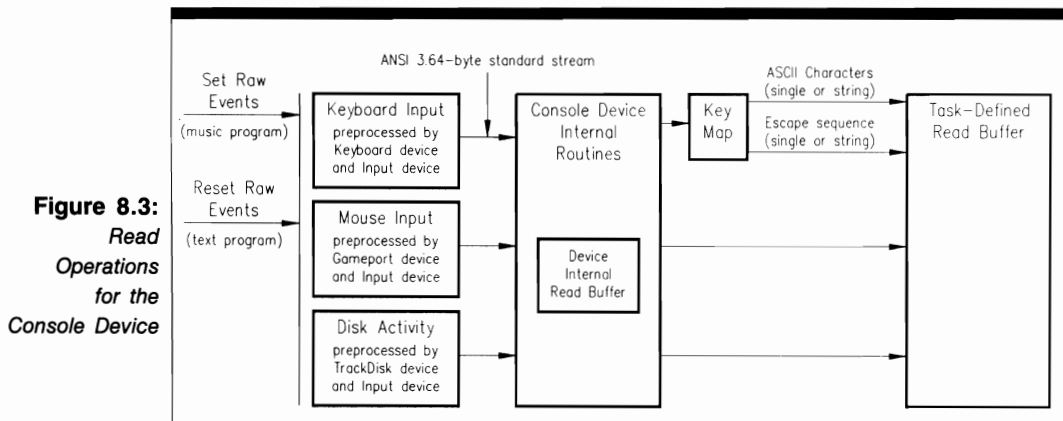 Figure 8.3:
Read
Operations
for the
Console Device
Set Raw
Events
(music program)
Reset Raw
Events
(text program)
ANSI 3.64-byte standard stream
Keyboard Input
preprocessed by
Keyboard device
and Input device
Mouse Input
preprocessed by
Gameport device
and Input device
Disk Activity
preprocessed by
TrackDisk device
and Input device
Console Device
Internal
Routines
Device
Internal
Read Buffer
Key
Map
ASCII Characters
(single or string)
Escape sequence
(single or string)
Task-Defined
Read Buffer